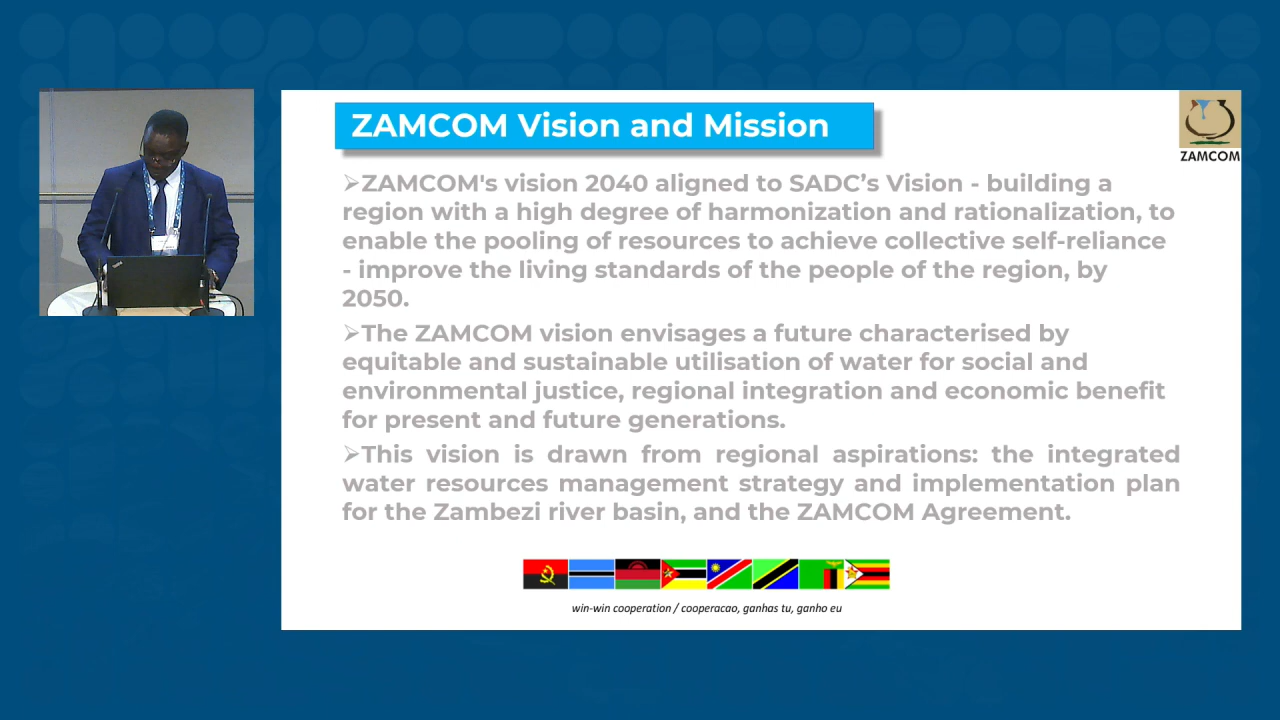 ZAMCOM Vision and Mission
ZAMCOM
➢ZAMCOM's vision 2040 aligned to SADC’s Vision - building a
region with a high degree of harmonization and rationalization, to
enable the pooling of resources to achieve collective self-reliance
- improve the living standards of the people of the region, by
2050.
➢The ZAMCOM vision envisages a future characterised by
equitable and sustainable utilisation of water for social and
environmental justice, regional integration and economic benefit
for present and future generations.
➢This vision is drawn from regional aspirations: the integrated
water resources management strategy and implementation plan
for the Zambezi river basin, and the ZAMCOM Agreement.
win-win cooperation / cooperacao, ganhas tu, ganho eu